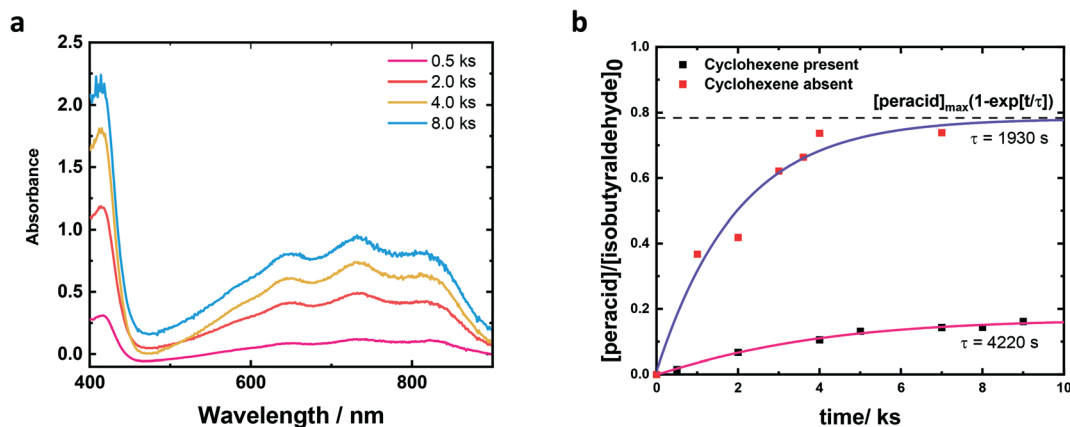 a
2.5
2.0
1.5
1.0
0.5
0.0
Absorbance
0.5 ks
2.0 ks
4.0 ks
8.0 ks
400 500 600 700 800
Wavelength / nm
b
1.0
0.8
0.6
0.4
0.2
0.0
[peracid]/[isobutyraldehyde]0
Cyclohexene present
Cyclohexene absent
[peracid]max(1-exp[t/τ])
τ = 1930 s
τ = 4220 s
0 2 4 6 8 10
time/ ks